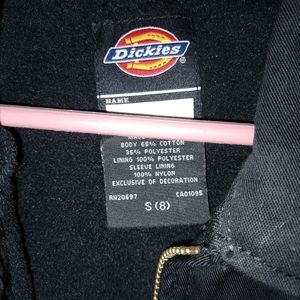 Dickies
NAME
BODY 65% COTTON
35% POLYESTER
LINING 100% POLYESTER
SLEEVE LINING
100% NYLON
EXCLUSIVE OF DECORATION
RN20697 CA01095
S (8)